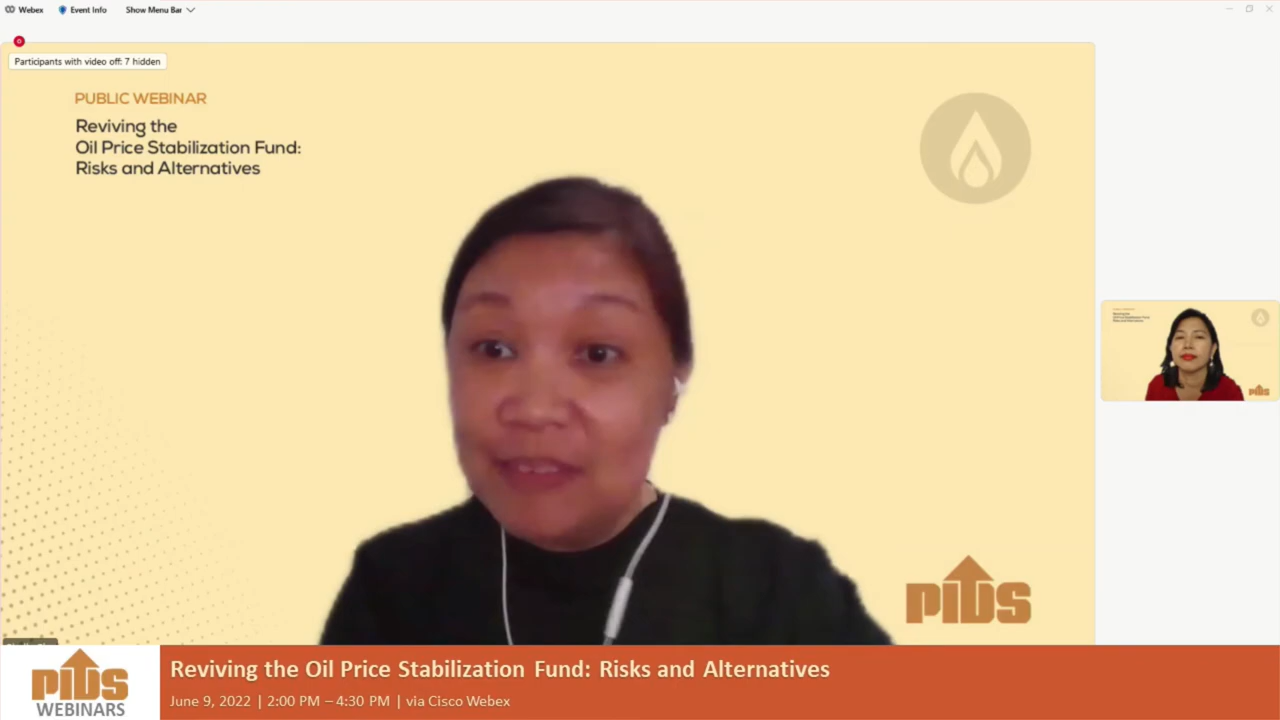 Webex Event Info Show Menu Bar
Participants with video off: 7 hidden
PUBLIC WEBINAR
Reviving the
Oil Price Stabilization Fund:
Risks and Alternatives
PIDS
PIDS
PIDS
WEBINARS
Reviving the Oil Price Stabilization Fund: Risks and Alternatives
June 9, 2022 | 2:00 PM – 4:30 PM | via Cisco Webex